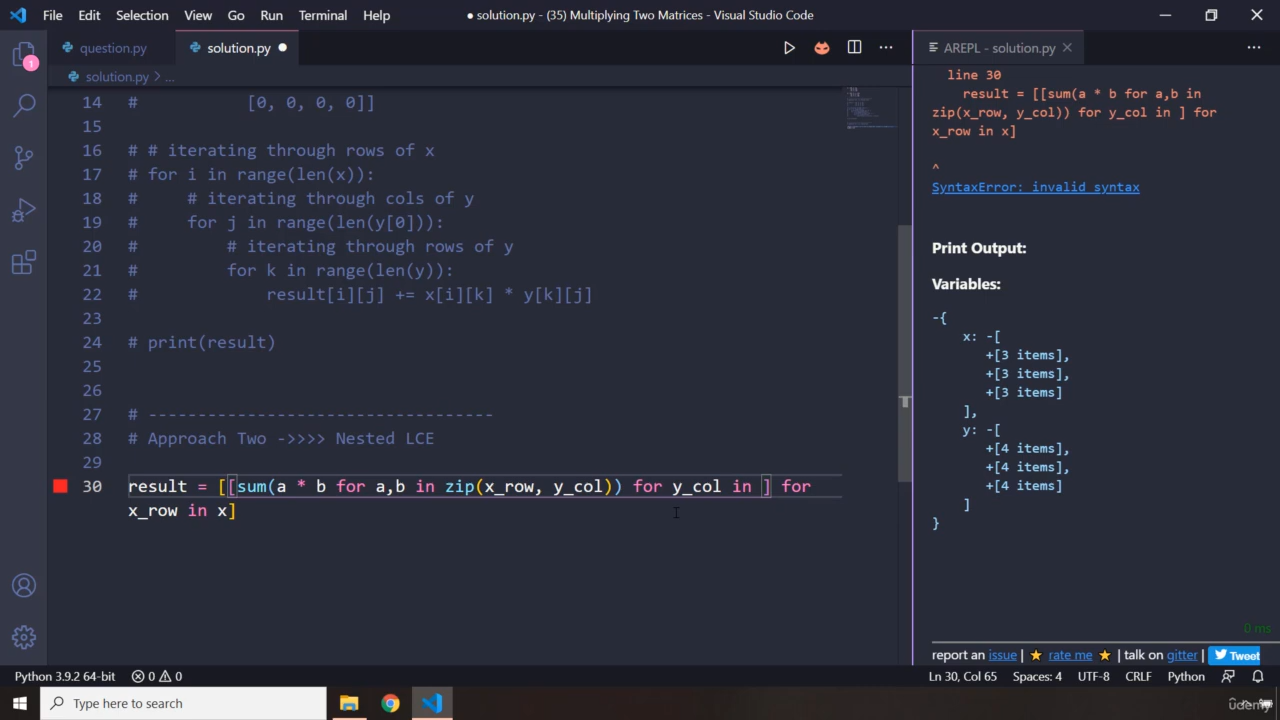 File Edit Selection View Go Run Terminal Help
● solution.py - (35) Multiplying Two Matrices - Visual Studio Code
question.py
solution.py ●
AREPL - solution.py
1
solution.py > ...
14 # [0, 0, 0, 0]]
15
16 # # iterating through rows of x
17 # for i in range(len(x)):
18 #     # iterating through cols of y
19 #     for j in range(len(y[0])):
20 #         # iterating through rows of y
21 #         for k in range(len(y)):
22 #             result[i][j] += x[i][k] * y[k][j]
23
24 # print(result)
25
26
27 # -----------------------------------
28 # Approach Two ->>>> Nested LCE
29
30 result = [[sum(a * b for a,b in zip(x_row, y_col)) for y_col in ] for
x_row in x]
line 30
result = [[sum(a * b for a,b in
zip(x_row, y_col)) for y_col in ] for
x_row in x]
^
SyntaxError: invalid syntax
Print Output:
Variables:
-{
x: -[
+[3 items],
+[3 items],
+[3 items]
],
y: -[
+[4 items],
+[4 items],
+[4 items]
]
}
0 ms
report an issue | ★ rate me ★ | talk on gitter | Tweet
Python 3.9.2 64-bit 0 0
Ln 30, Col 65 Spaces: 4 UTF-8 CRLF Python
Type here to search
udemy